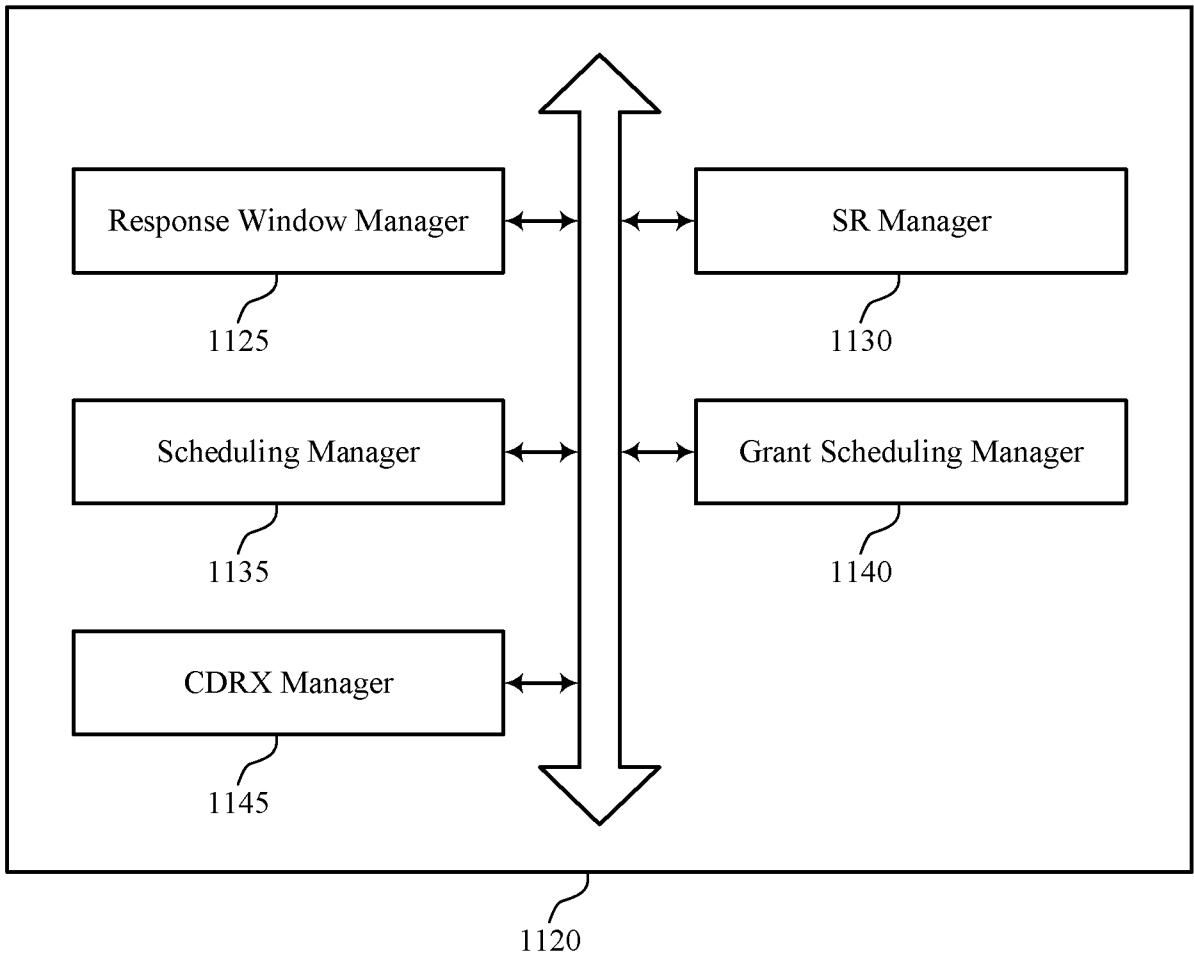 Response Window Manager
1125
SR Manager
1130
Scheduling Manager
1135
Grant Scheduling Manager
1140
CDRX Manager
1145
1120